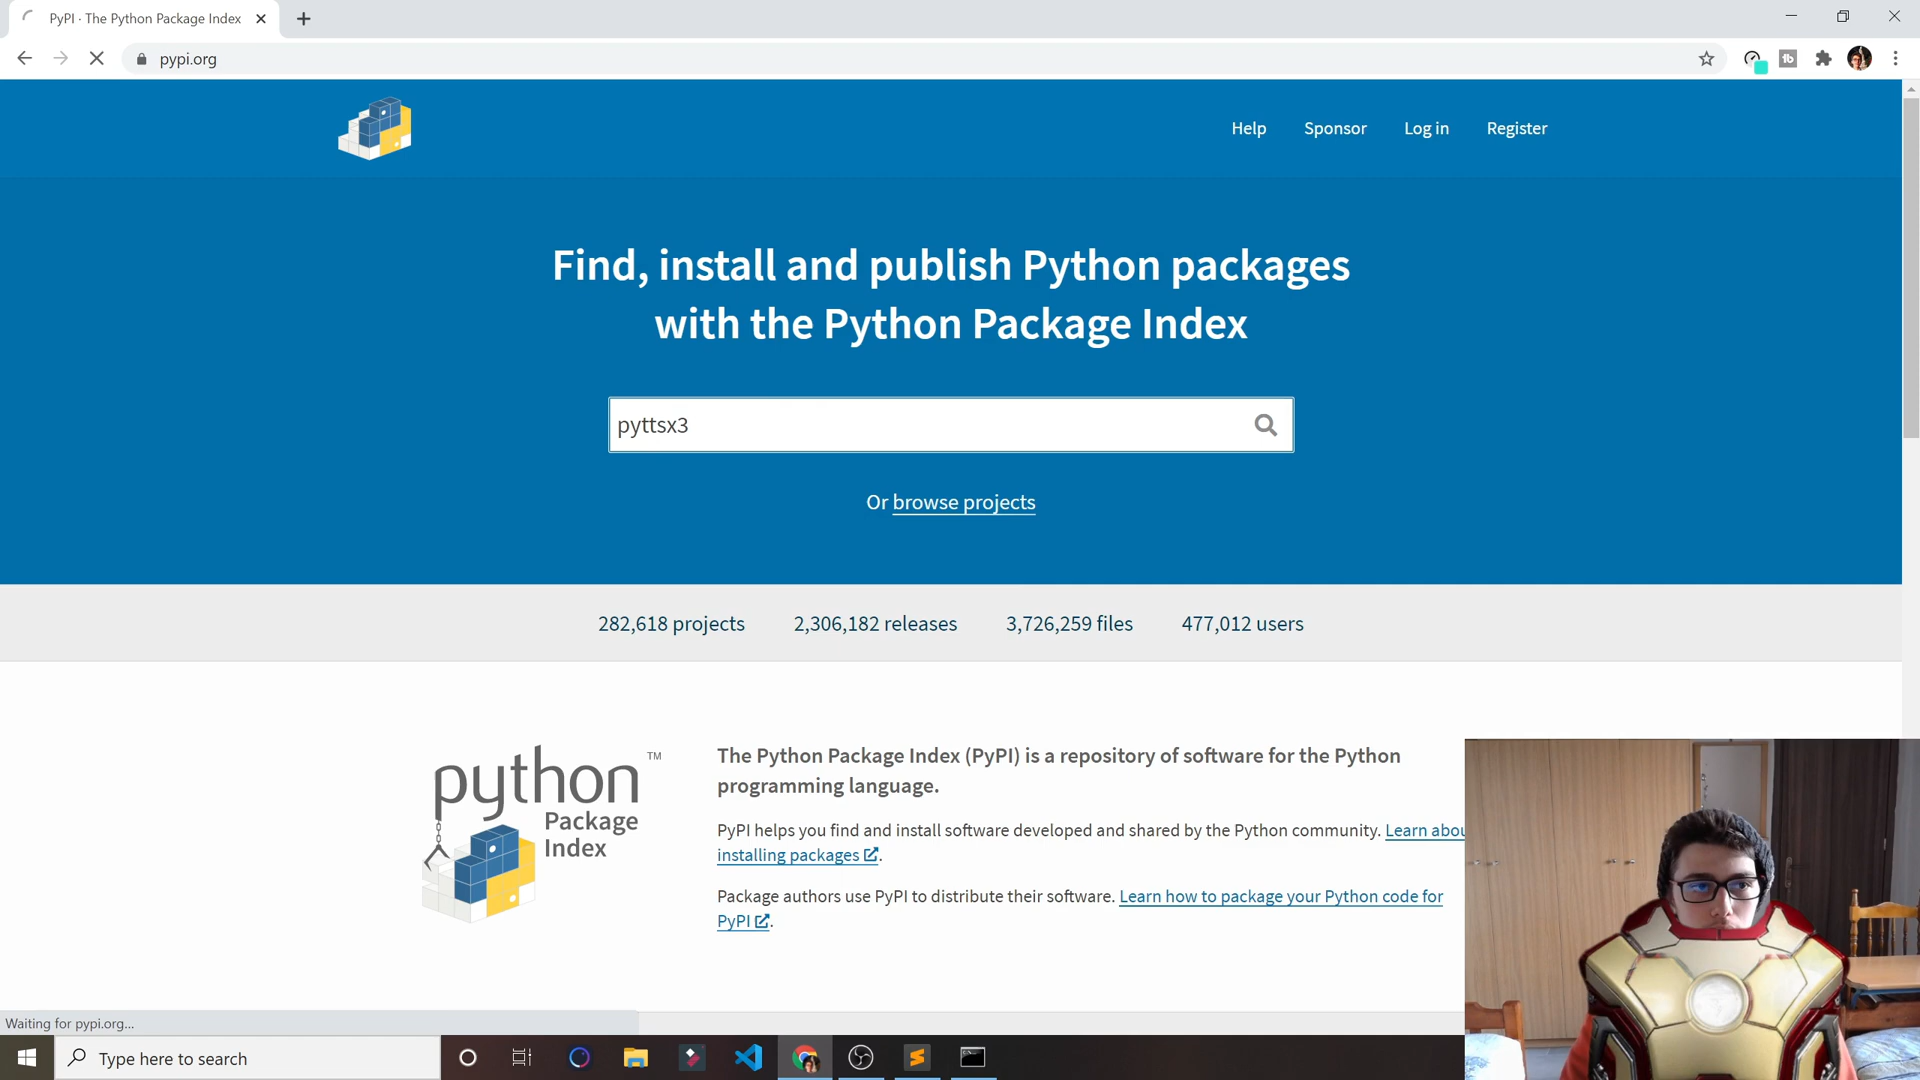 PyPI · The Python Package Index
pypi.org
Help
Sponsor
Log in
Register
Find, install and publish Python packages
with the Python Package Index
pyttsx3
Or browse projects
282,618 projects
2,306,182 releases
3,726,259 files
477,012 users
python TM
Package
Index
The Python Package Index (PyPI) is a repository of software for the Python
programming language.
PyPI helps you find and install software developed and shared by the Python community. Learn abou
installing packages.
Package authors use PyPI to distribute their software. Learn how to package your Python code for
PyPI.
Waiting for pypi.org...
Type here to search